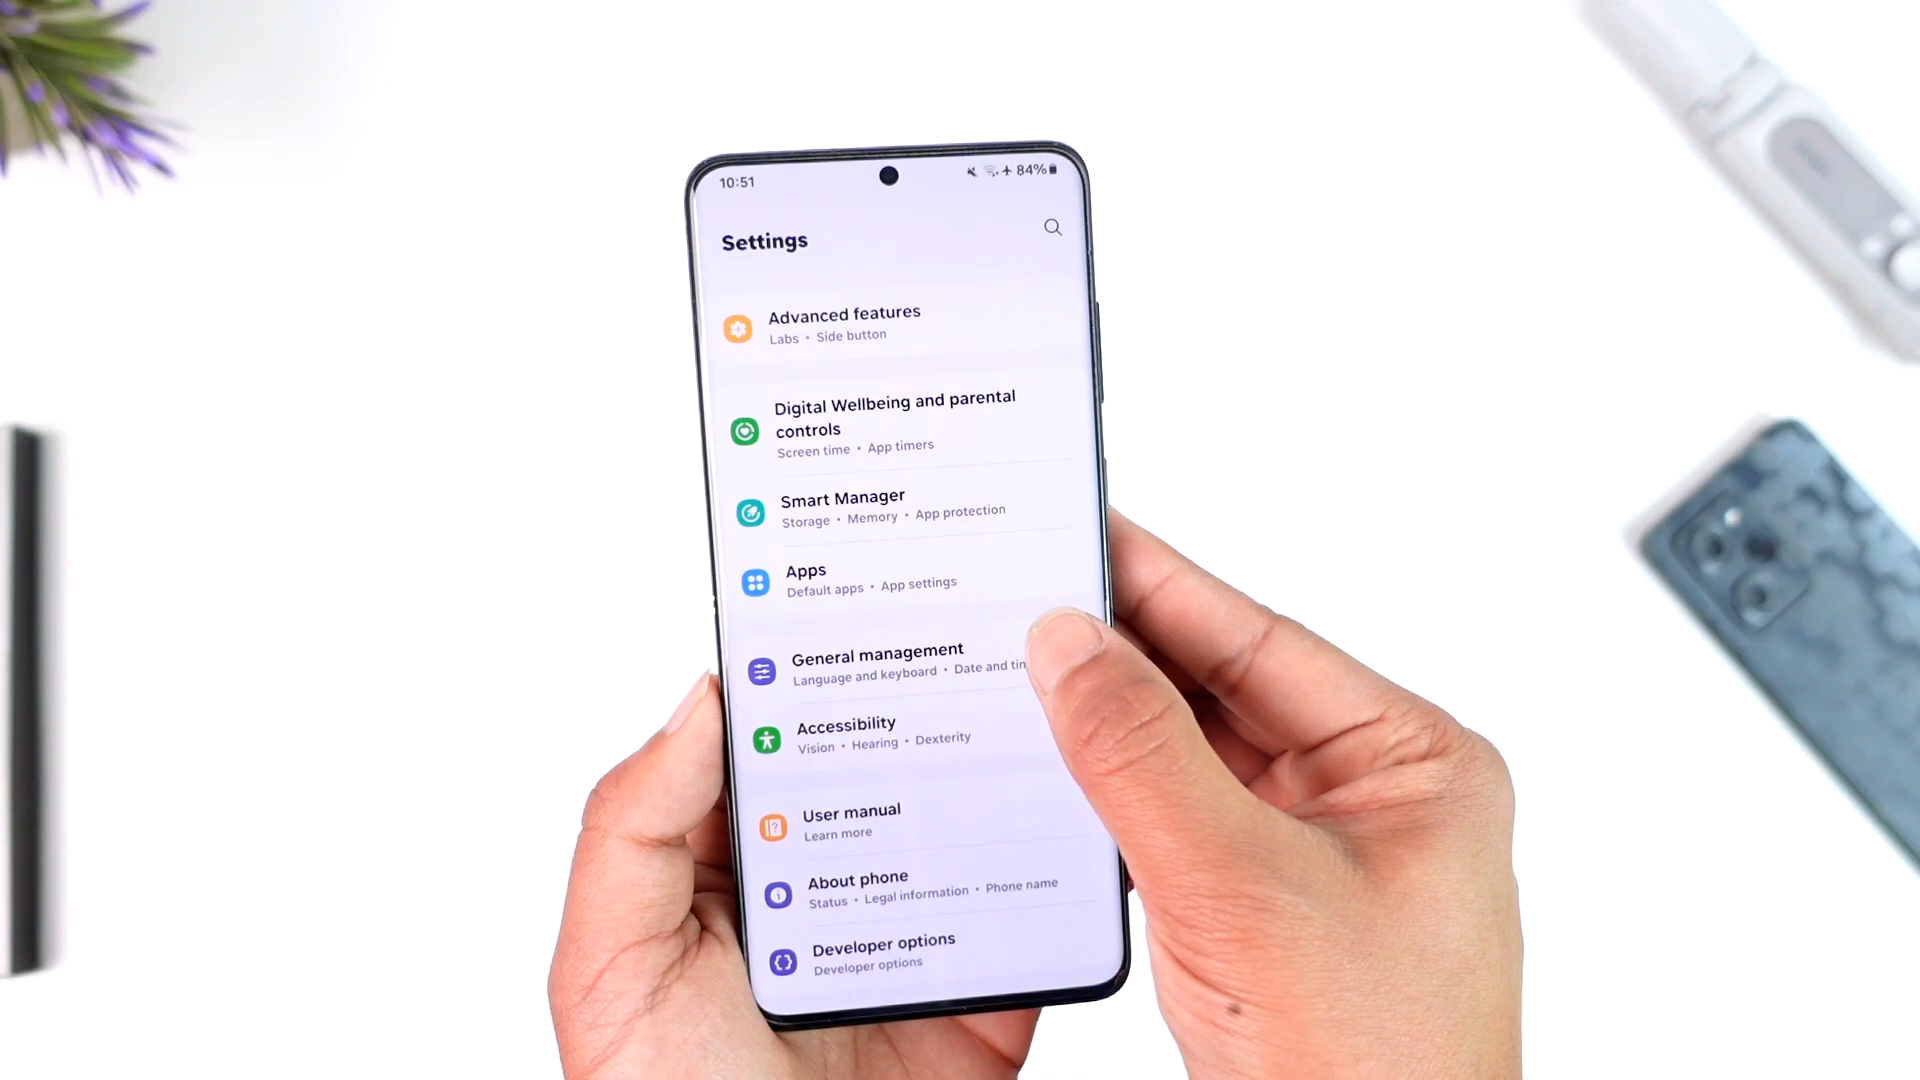 10:51
84%
Settings
Advanced features
Labs • Side button
Digital Wellbeing and parental
controls
Screen time • App timers
Smart Manager
Storage • Memory • App protection
Apps
Default apps • App settings
General management
Language and keyboard • Date and tin
Accessibility
Vision • Hearing • Dexterity
User manual
Learn more
About phone
Status • Legal information • Phone name
Developer options
Developer options